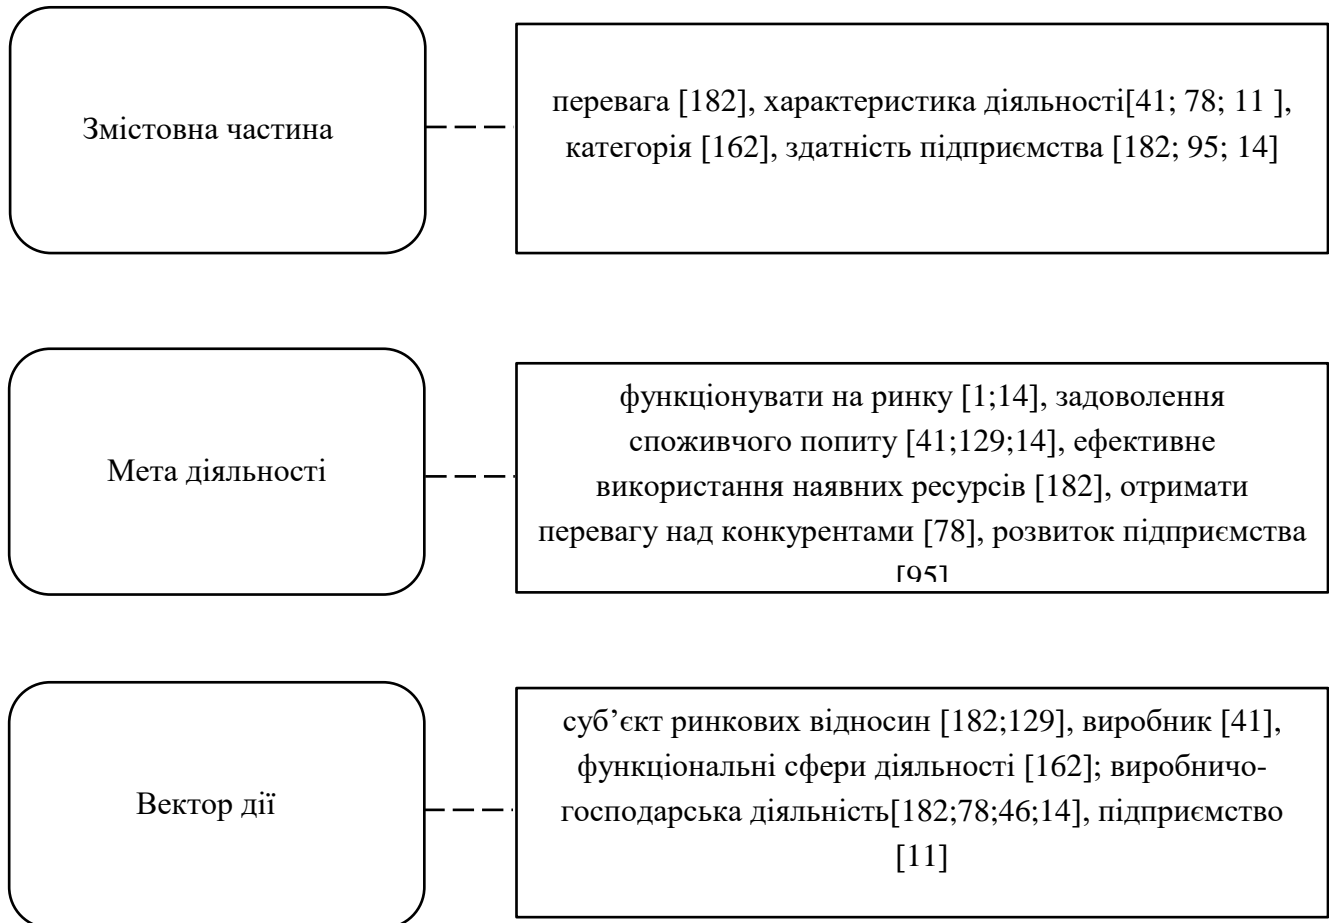 Змістовна частина
перевага [182], характеристика діяльності[41; 78; 11 ],
категорія [162], здатність підприємства [182; 95; 14]
Мета діяльності
функціонувати на ринку [1;14], задоволення
споживчого попиту [41;129;14], ефективне
використання наявних ресурсів [182], отримати
перевагу над конкурентами [78], розвиток підприємства
[95]
Вектор дії
суб’єкт ринкових відносин [182;129], виробник [41],
функціональні сфери діяльності [162]; виробничо-
господарська діяльність[182;78;46;14], підприємство
[11]